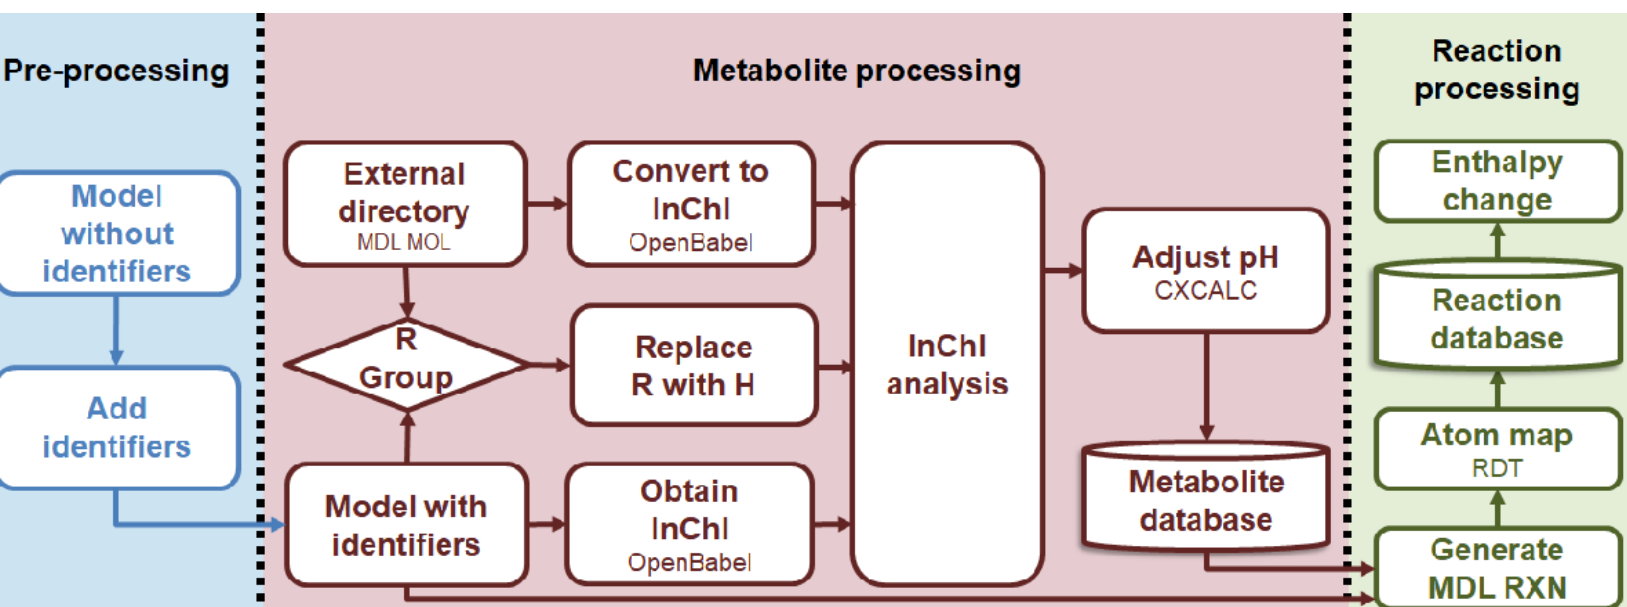 Pre-processing
Metabolite processing
Reaction
processing
Model
without
identifiers
Add
identifiers
External
directory
MDL MOL
Convert to
InChI
OpenBabel
R
Group
Replace
R with H
Model with
identifiers
Obtain
InChI
OpenBabel
InChI
analysis
Adjust pH
CXCALC
Metabolite
database
Enthalpy
change
Reaction
database
Atom map
RDT
Generate
MDL RXN